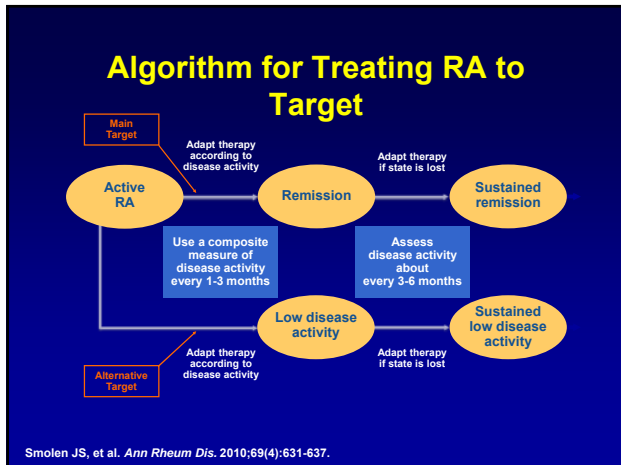 Algorithm for Treating RA to
Target
Main
Target
Adapt therapy
according to
disease activity
Adapt therapy
if state is lost
Active
RA
Remission
Sustained
remission
Use a composite
measure of
disease activity
every 1-3 months
Assess
disease activity
about
every 3-6 months
Low disease
activity
Sustained
low disease
activity
Alternative
Target
Adapt therapy
according to
disease activity
Adapt therapy
if state is lost
Smolen JS, et al. Ann Rheum Dis. 2010;69(4):631-637.